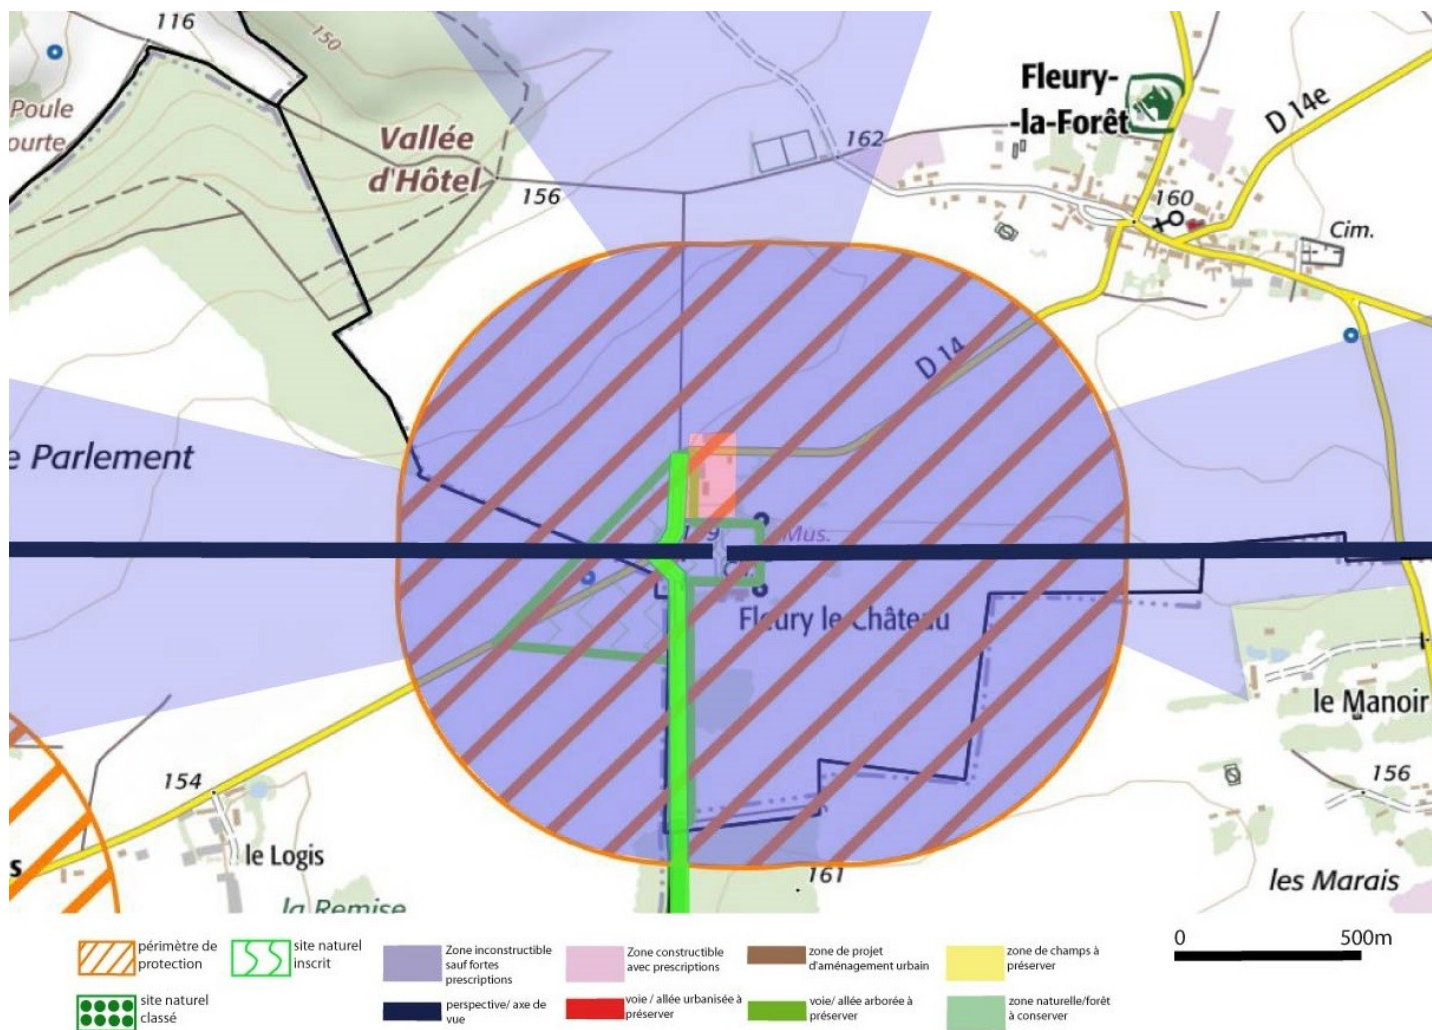 116
150
Poule
ourte
Vallée
d'Hôtel
156
162
Fleury-
-la-Forêt
D 14e
160
Cim.
D 14
e Parlement
Mus.
Fleury le Château
le Manoir
154
156
le Logis
s
161
les Marais
la Remise
périmètre de
protection
site naturel
inscrit
Zone inconstructible
sauf fortes
prescriptions
Zone constructible
avec prescriptions
zone de projet
d'aménagement urbain
zone de champs à
préserver
0
500m
site naturel
classé
perspective/ axe de
vue
voie/ allée urbanisée à
préserver
voie/ allée arborée à
préserver
zone naturelle/forêt
à conserver